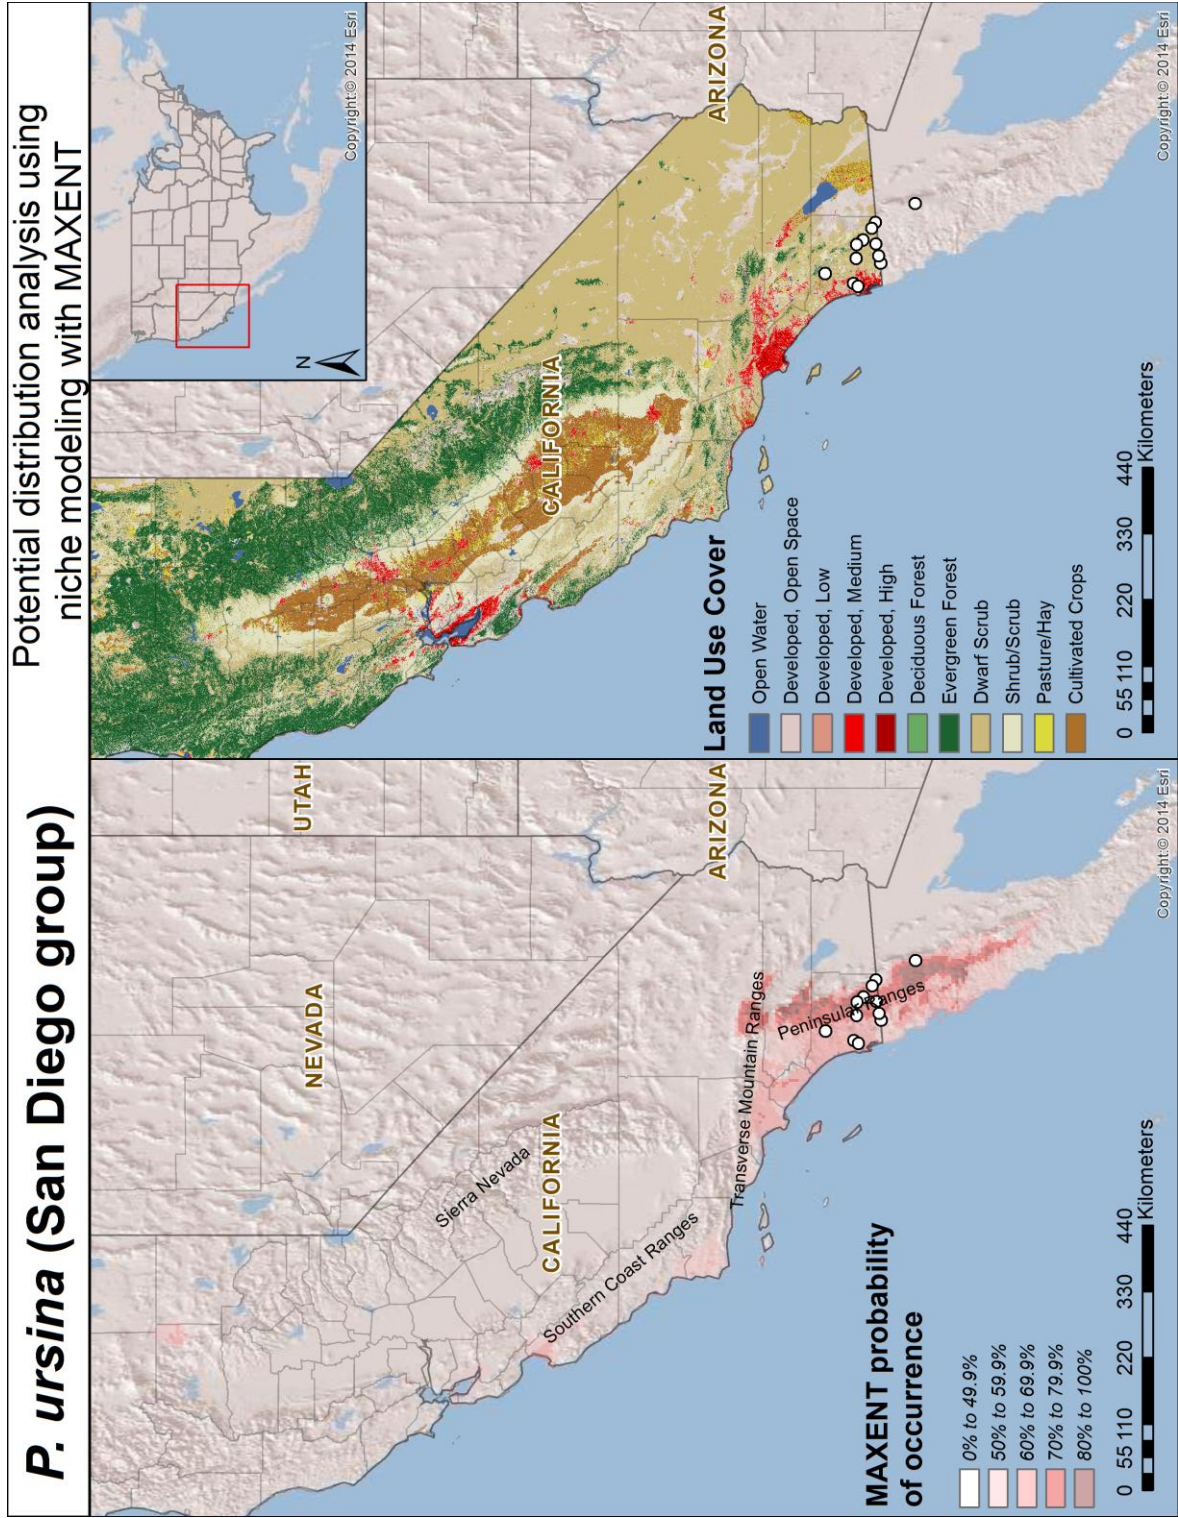 P. ursina (San Diego group)
Potential distribution analysis using
niche modeling with MAXENT
UTAH
NEVADA
ARIZONA
Sierra Nevada
CALIFORNIA
Southern Coast Ranges
Transverse Mountain Ranges
Peninsular Ranges
MAXENT probability
of occurrence
0% to 49.9%
50% to 59.9%
60% to 69.9%
70% to 79.9%
80% to 100%
0 55 110 220 330 440
Kilometers
Copyright:© 2014 Esri
N
Copyright:© 2014 Esri
ARIZONA
CALIFORNIA
Land Use Cover
Open Water
Developed, Open Space
Developed, Low
Developed, Medium
Developed, High
Deciduous Forest
Evergreen Forest
Dwarf Scrub
Shrub/Scrub
Pasture/Hay
Cultivated Crops
0 55 110 220 330 440
Kilometers
Copyright:© 2014 Esri